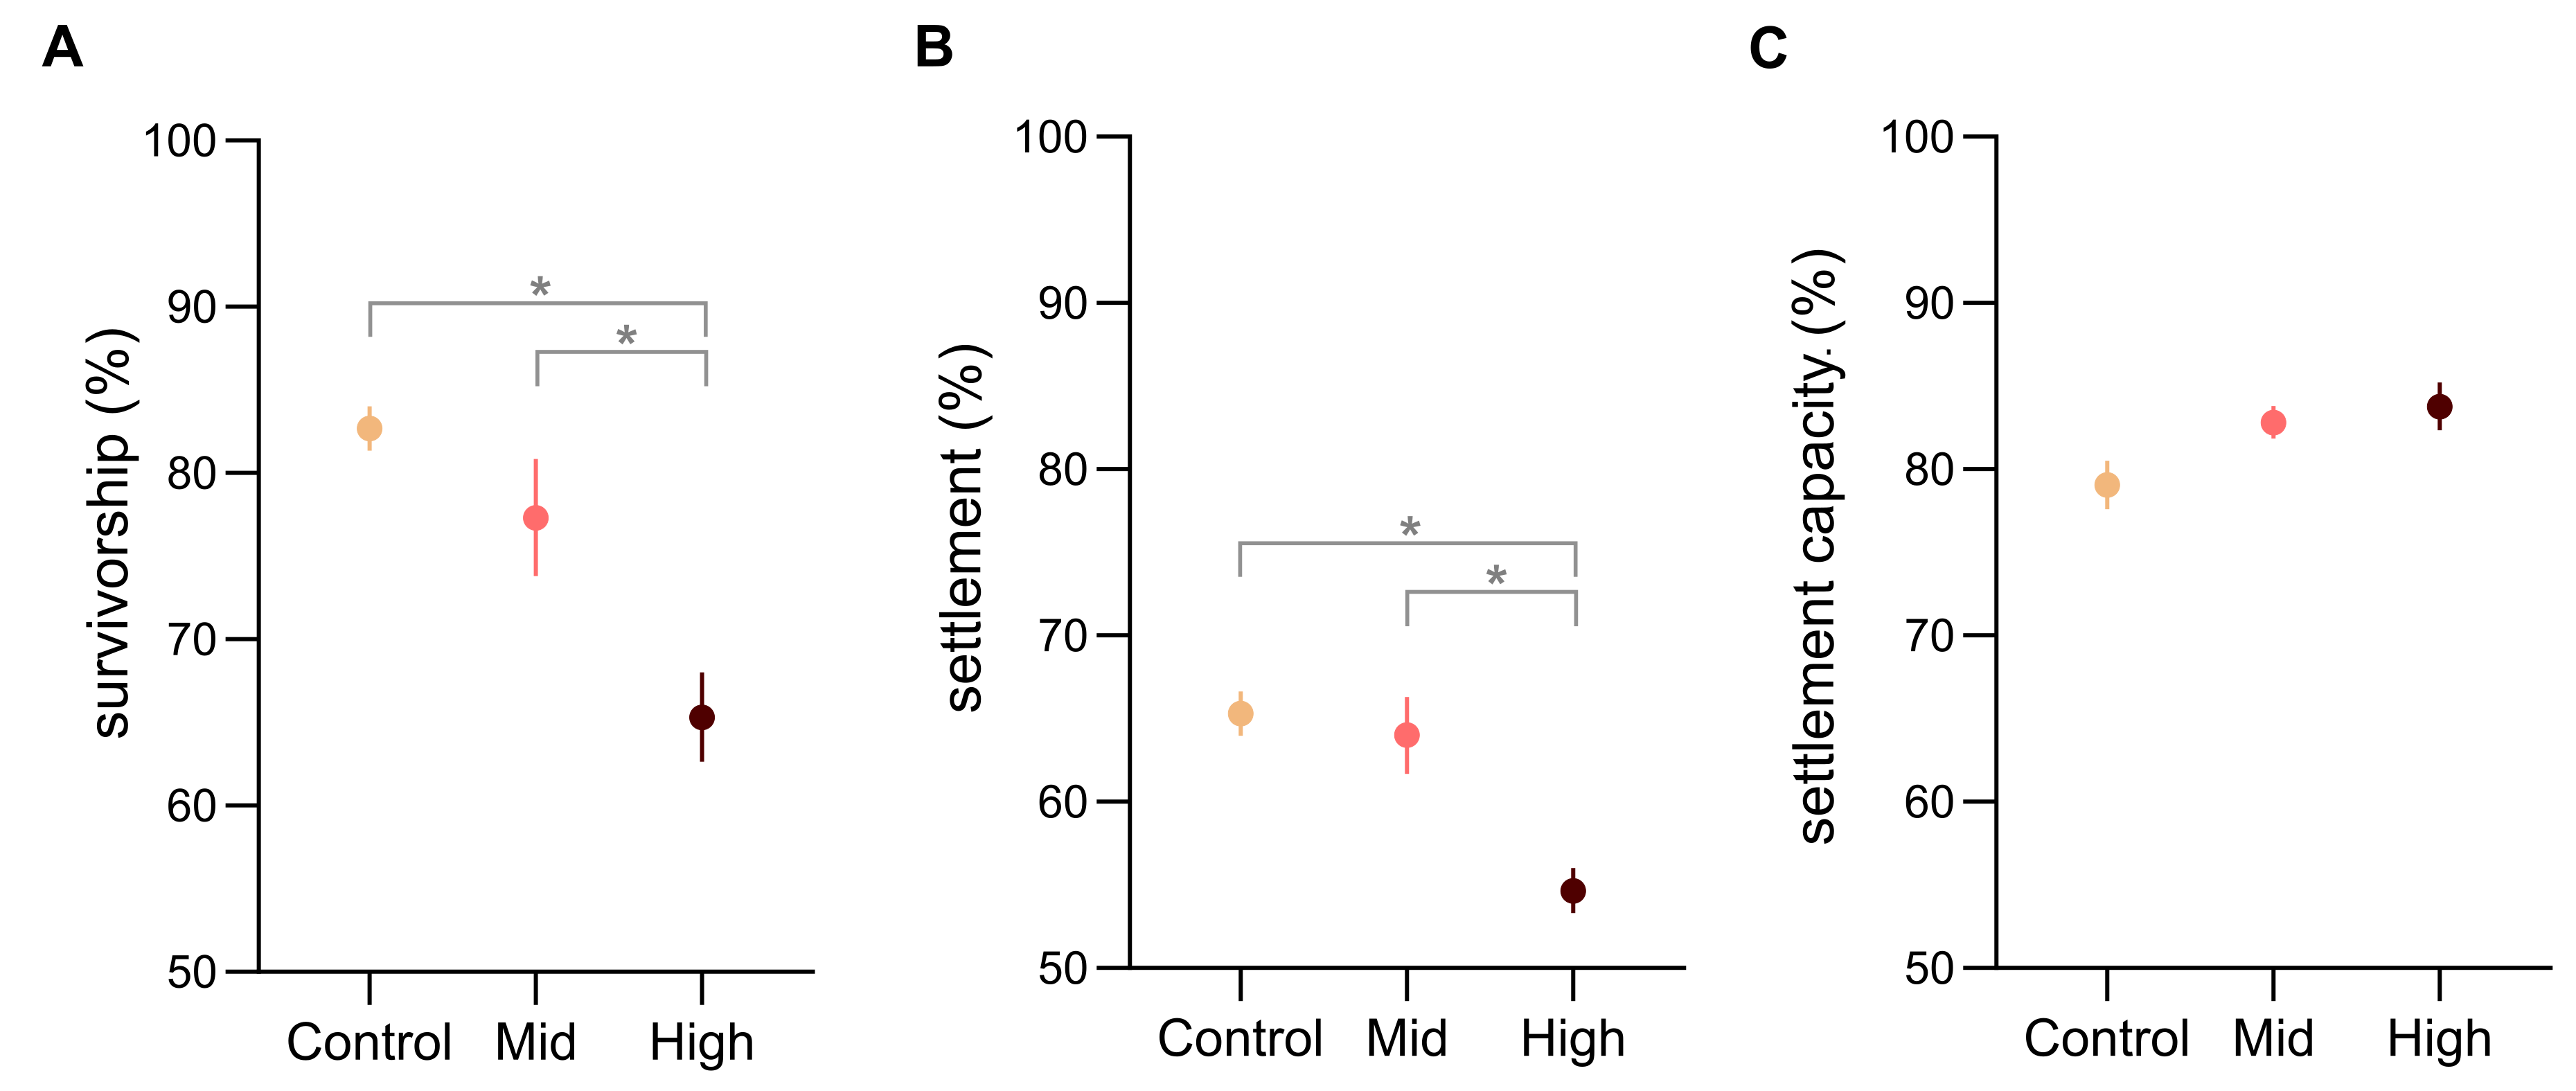 A
B
C
survivorship (%)
100
90
80
70
60
50
*
*
Control Mid High
settlement (%)
100
90
80
70
60
50
*
*
Control Mid High
settlement capacity. (%)
100
90
80
70
60
50
Control Mid High